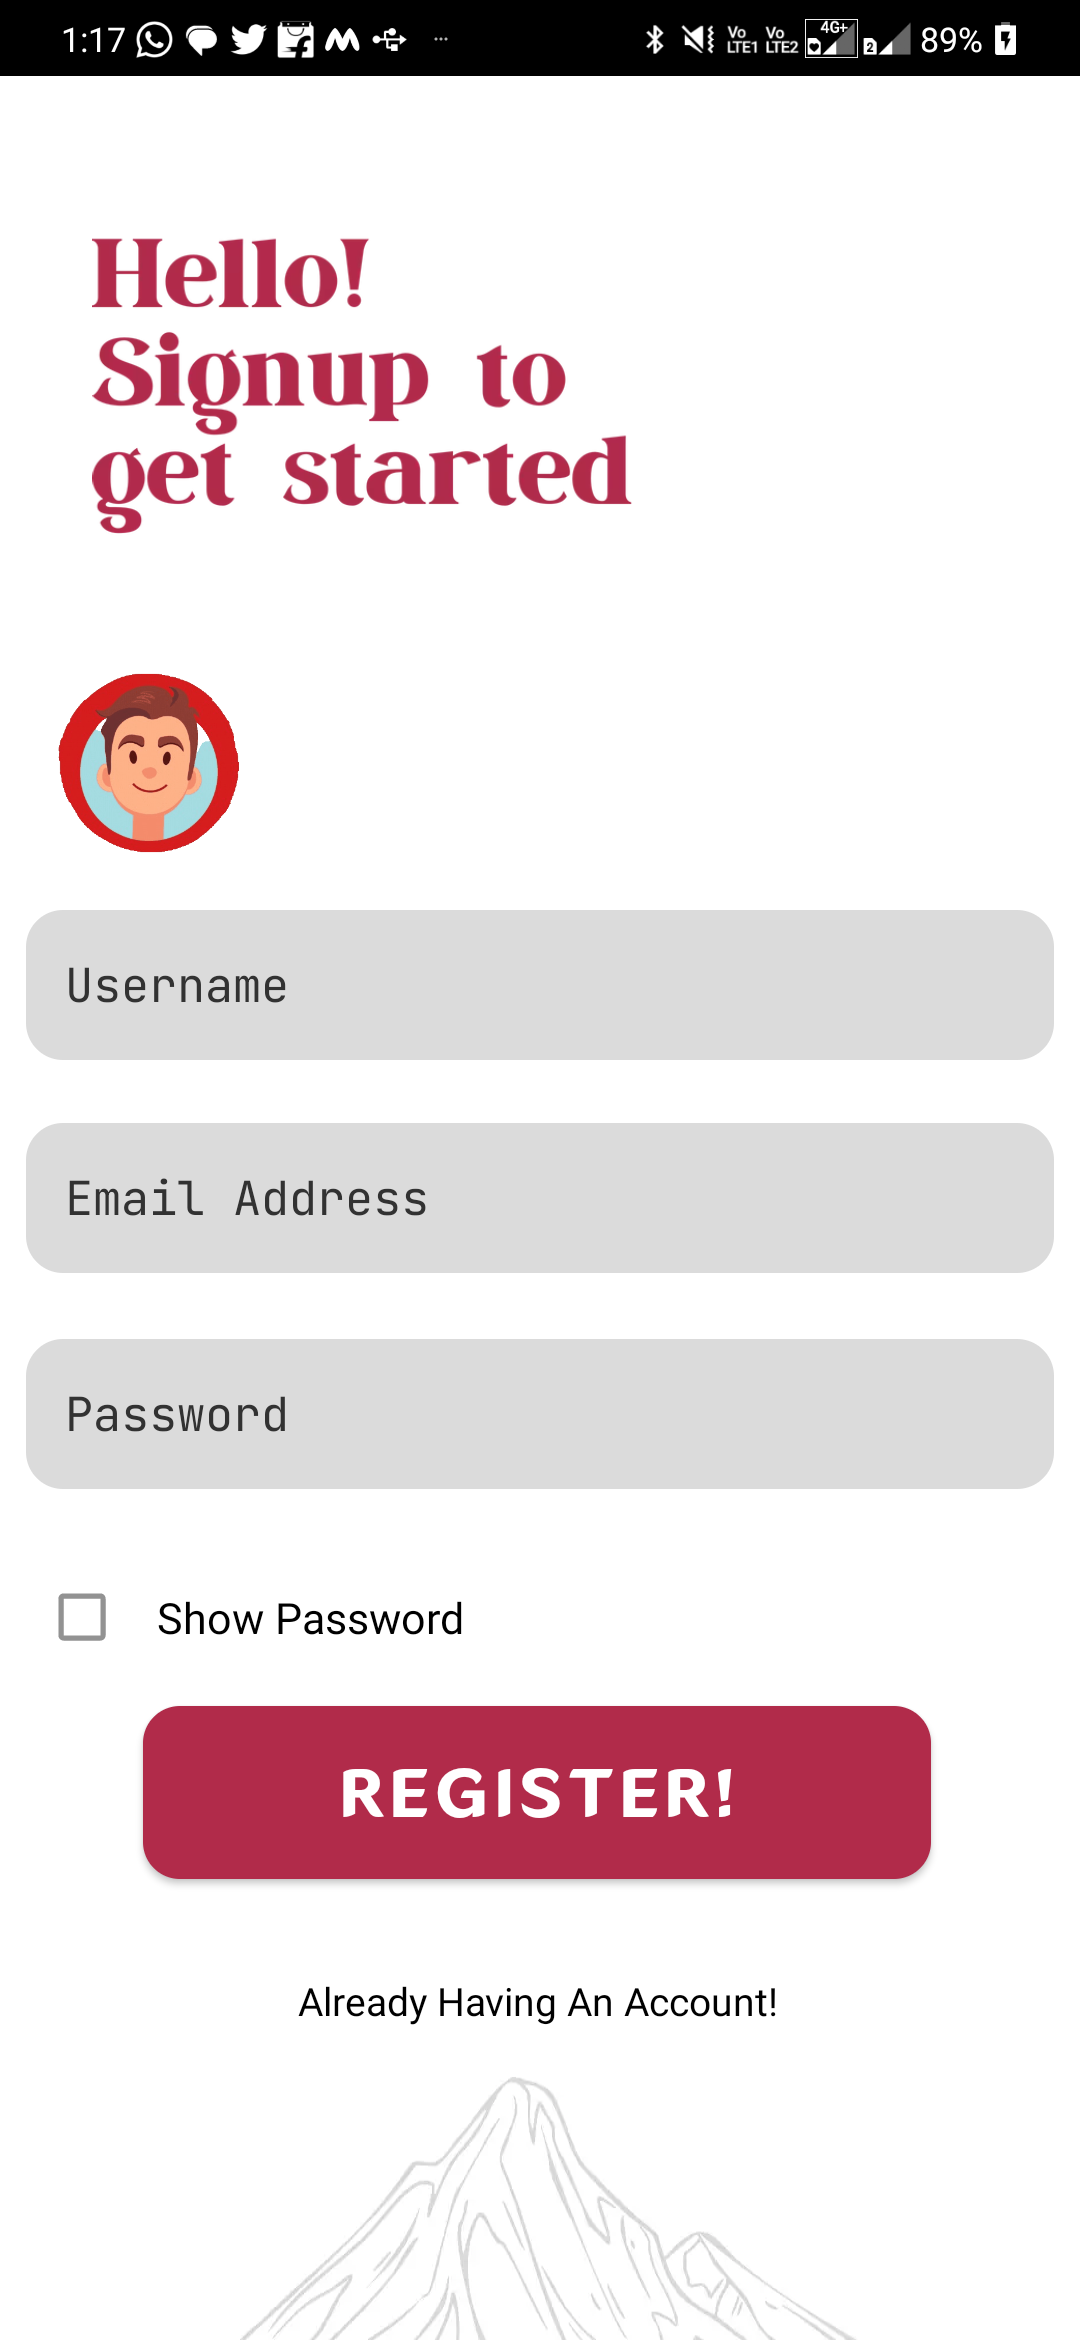 1:17 Vo LTE1 Vo LTE2 4G+ 2 89%
Hello!
Signup to
get started
Username
Email Address
Password
Show Password
REGISTER!
Already Having An Account!